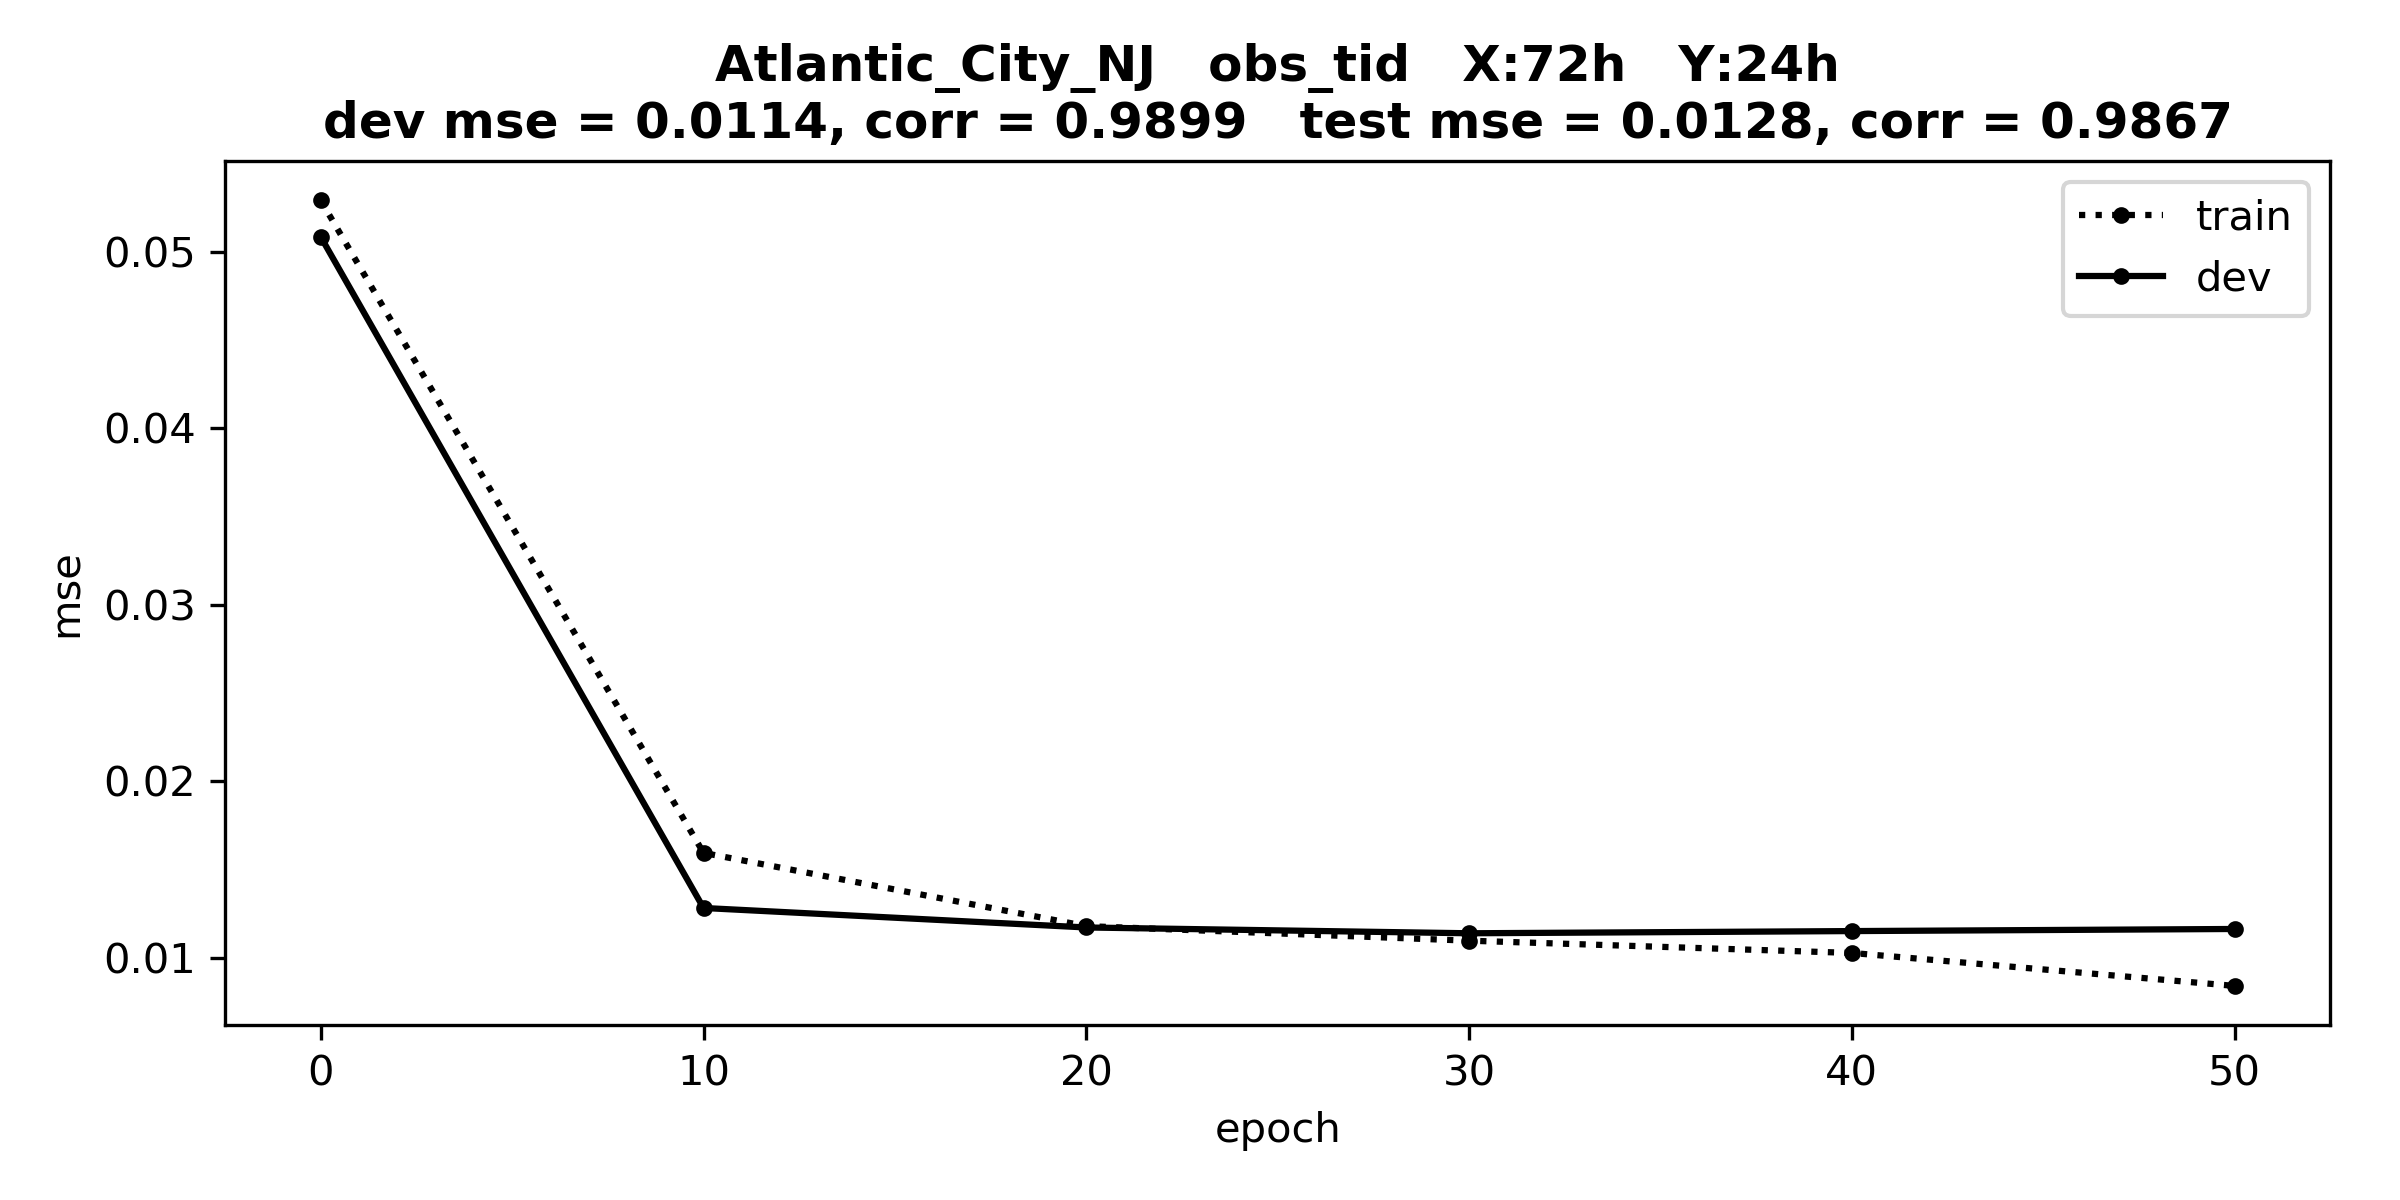 Atlantic_City_NJ   obs_tid   X:72h   Y:24h
dev mse = 0.0114, corr = 0.9899   test mse = 0.0128, corr = 0.9867
train
dev
0.05
0.04
0.03
0.02
0.01
mse
0 10 20 30 40 50
epoch